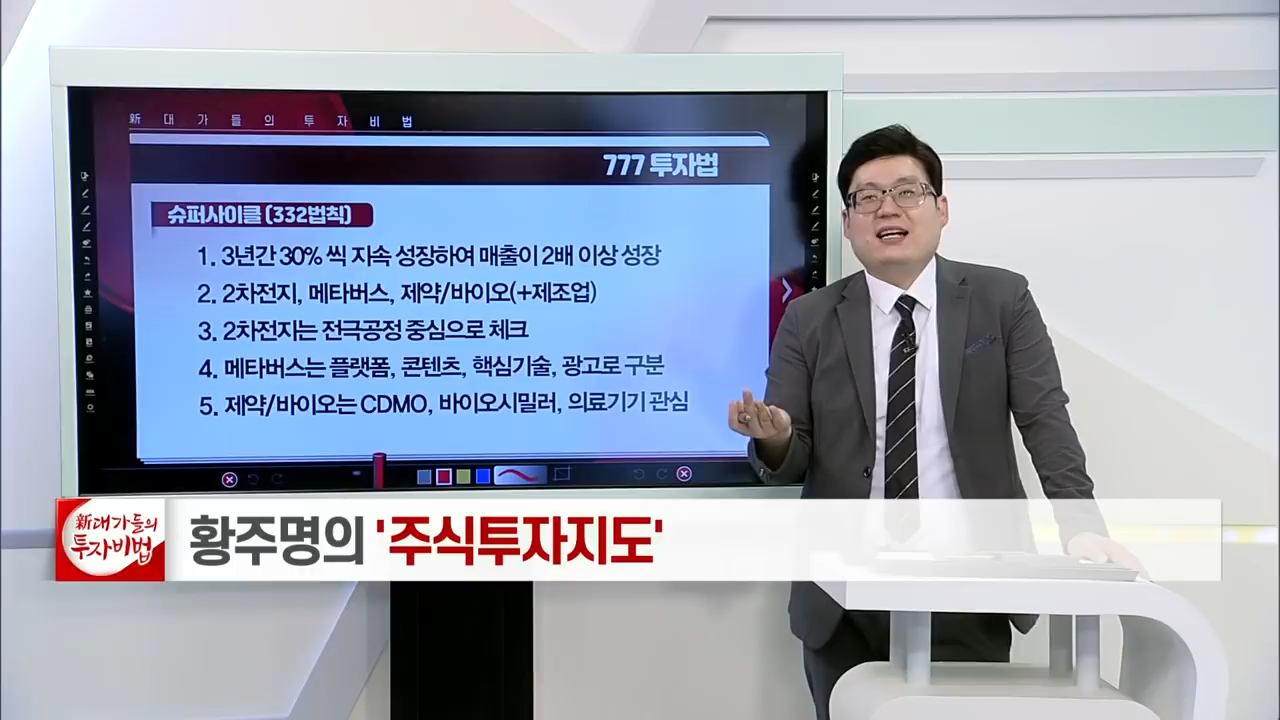 新 대 가 들 의 투 자 비 법
777 투자법
슈퍼사이클 (332법칙)
1. 3년간 30% 씩 지속 성장하여 매출이 2배 이상 성장
2. 2차전지, 메타버스, 제약/바이오(+제조업)
3. 2차전지는 전극공정 중심으로 체크
4. 메타버스는 플랫폼, 콘텐츠, 핵심기술, 광고로 구분
5. 제약/바이오는 CDMO, 바이오시밀러, 의료기기 관심
新대가들의
투자비법
황주명의 '주식투자지도'